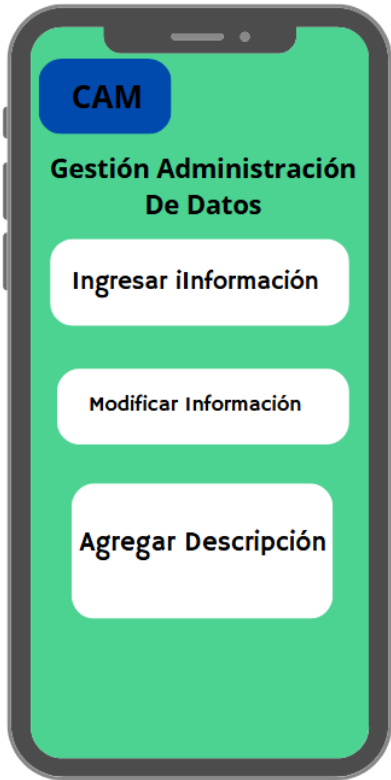 CAM
Gestión Administración
De Datos
Ingresar iInformación
Modificar Información
Agregar Descripción